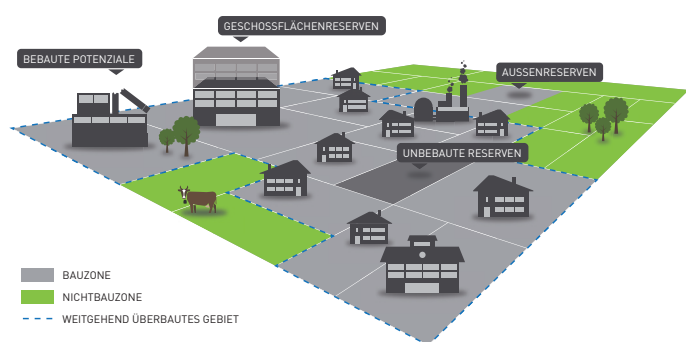 GESCHOSSFLÄCHENRESERVEN
BEBAUTE POTENZIALE
AUSSENRESERVEN
UNBEBAUTE RESERVEN
BAUZONE
NICHTBAUZONE
WEITGEHEND ÜBERBAUTES GEBIET